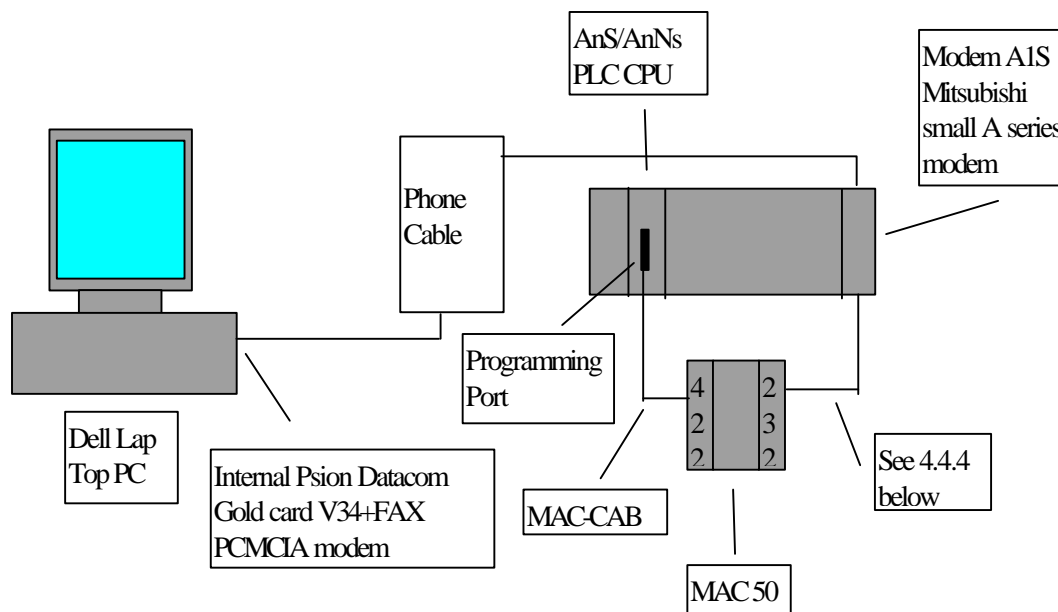 AnS/AnNs
PLC CPU
Modem A1S
Mitsubishi
small A series
modem
Phone
Cable
Programming
Port
4
2
2
2
3
2
Dell Lap
Top PC
Internal Psion Datacom
Gold card V34+FAX
PCMCIA modem
MAC-CAB
See 4.4.4
below
MAC 50